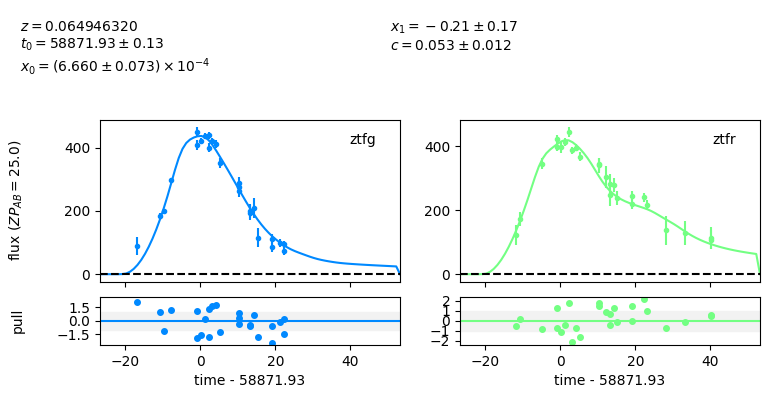 z = 0.064946320
t₀ = 58871.93 ± 0.13
x₀ = (6.660 ± 0.073) × 10⁻⁴
x₁ = −0.21 ± 0.17
c = 0.053 ± 0.012
flux (ZP_AB = 25.0)
400
200
0
ztfg
400
200
0
ztfr
pull
1.5
0.0
−1.5
2
1
0
−1
−2
−20 0 20 40
time - 58871.93
−20 0 20 40
time - 58871.93